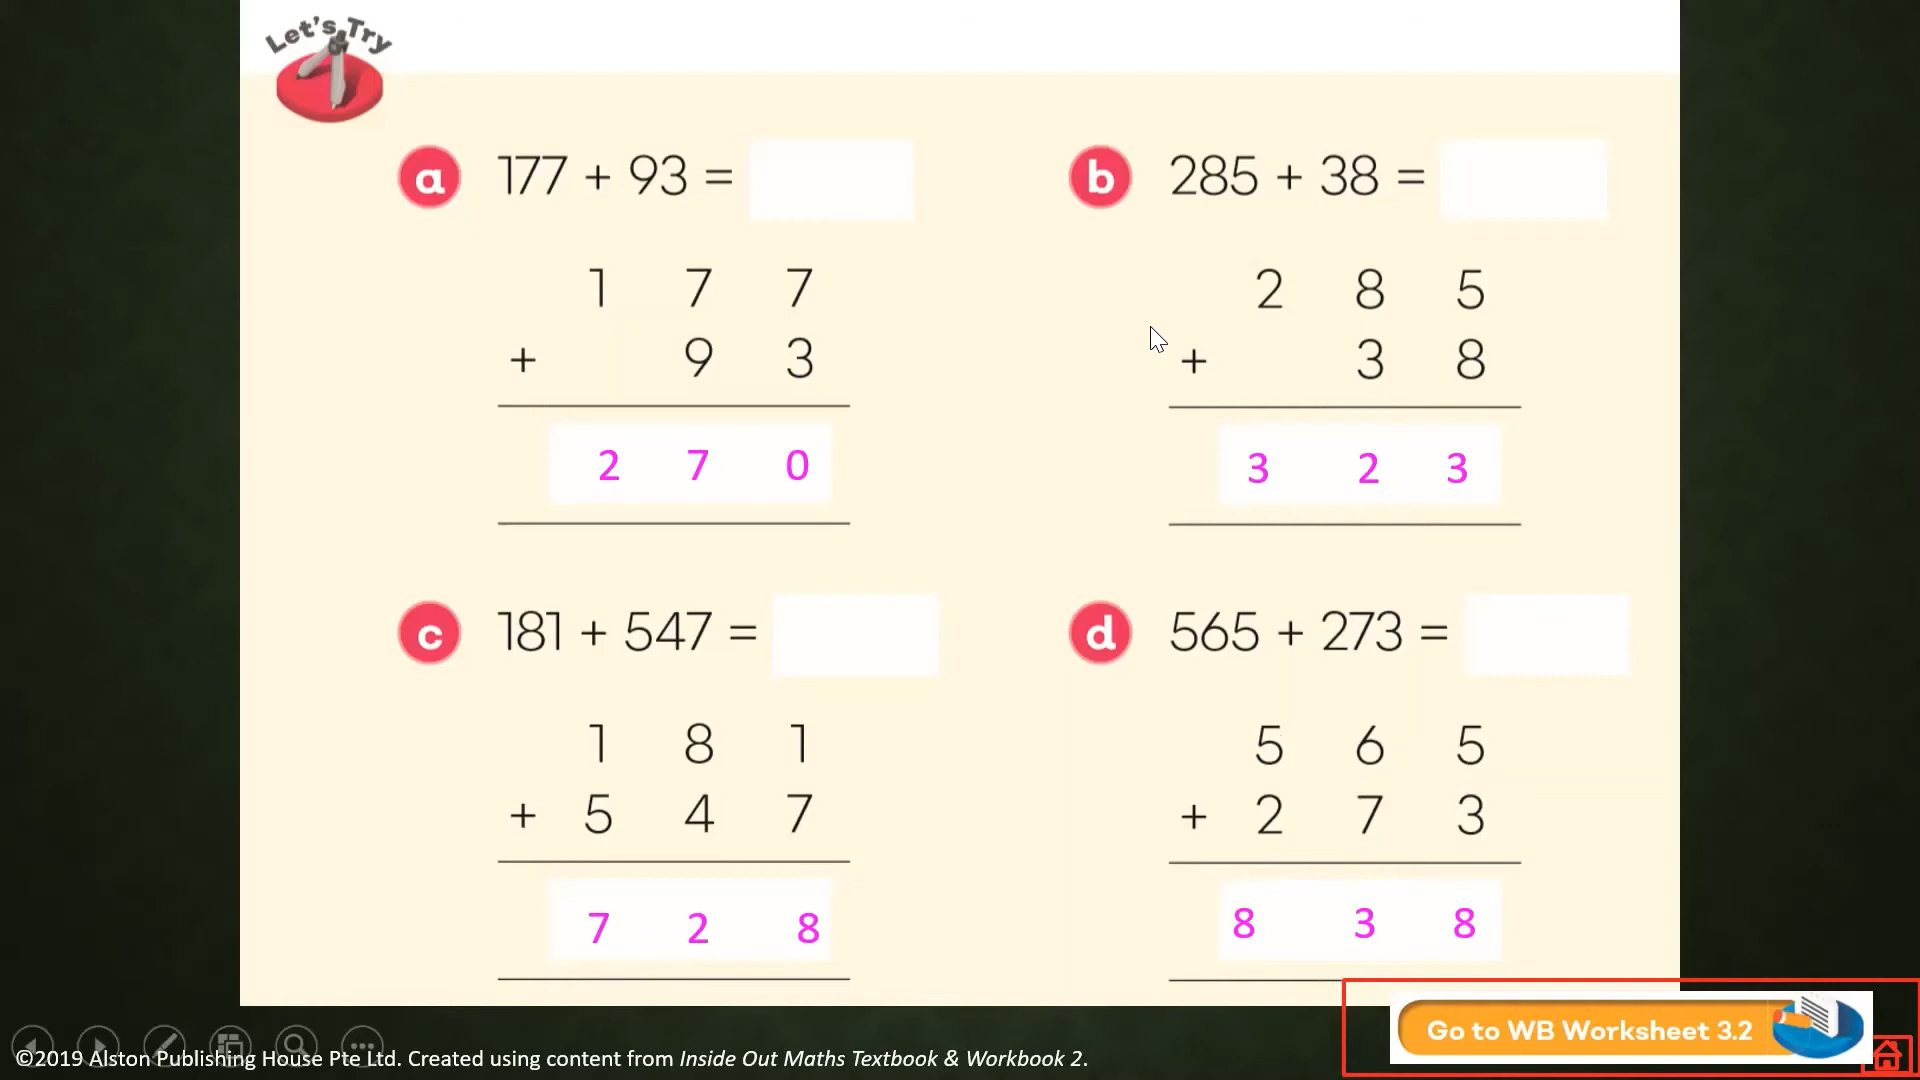 Let's Try
a 177 + 93 =
1 7 7
+ 9 3
2 7 0
b 285 + 38 =
2 8 5
+ 3 8
3 2 3
c 181 + 547 =
1 8 1
+ 5 4 7
7 2 8
d 565 + 273 =
5 6 5
+ 2 7 3
8 3 8
Go to WB Worksheet 3.2
©2019 Alston Publishing House Pte Ltd. Created using content from Inside Out Maths Textbook & Workbook 2.